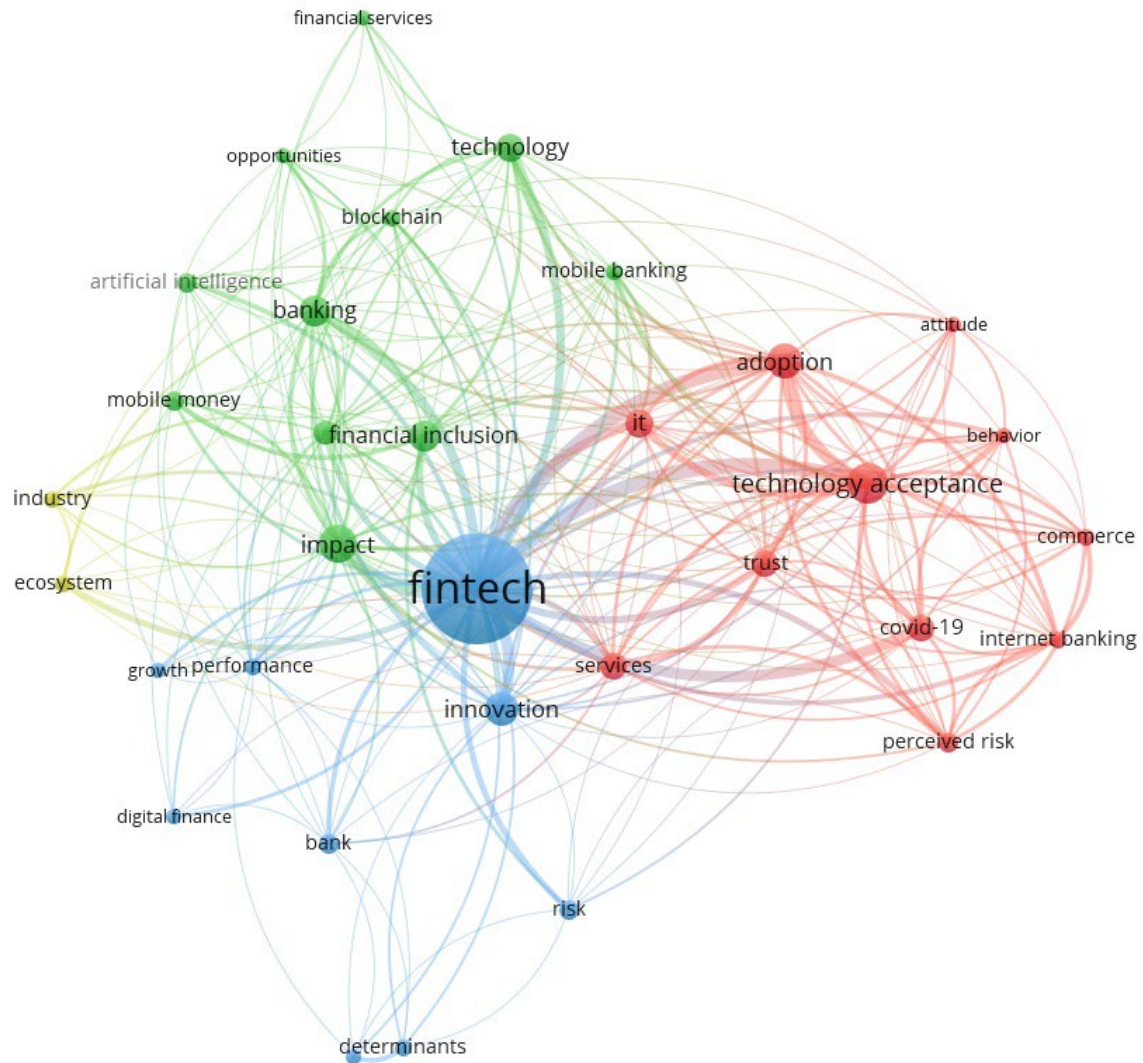 financial services
technology
opportunities
blockchain
mobile banking
artificial intelligence
banking
attitude
adoption
mobile money
it
financial inclusion
behavior
technology acceptance
industry
commerce
impact
trust
ecosystem
fintech
covid-19
internet banking
growth
performance
services
innovation
perceived risk
digital finance
bank
risk
determinants